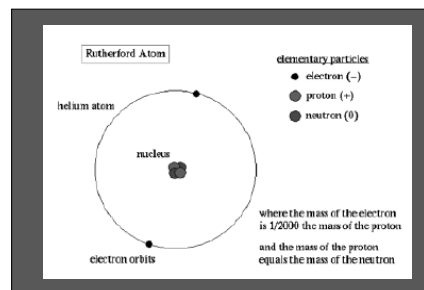 Rutherford Atom
elementary particles
electron (−)
proton (+)
neutron (0)
helium atom
nucleus
where the mass of the electron
is 1/2000 the mass of the proton
and the mass of the proton
equals the mass of the neutron
electron orbits